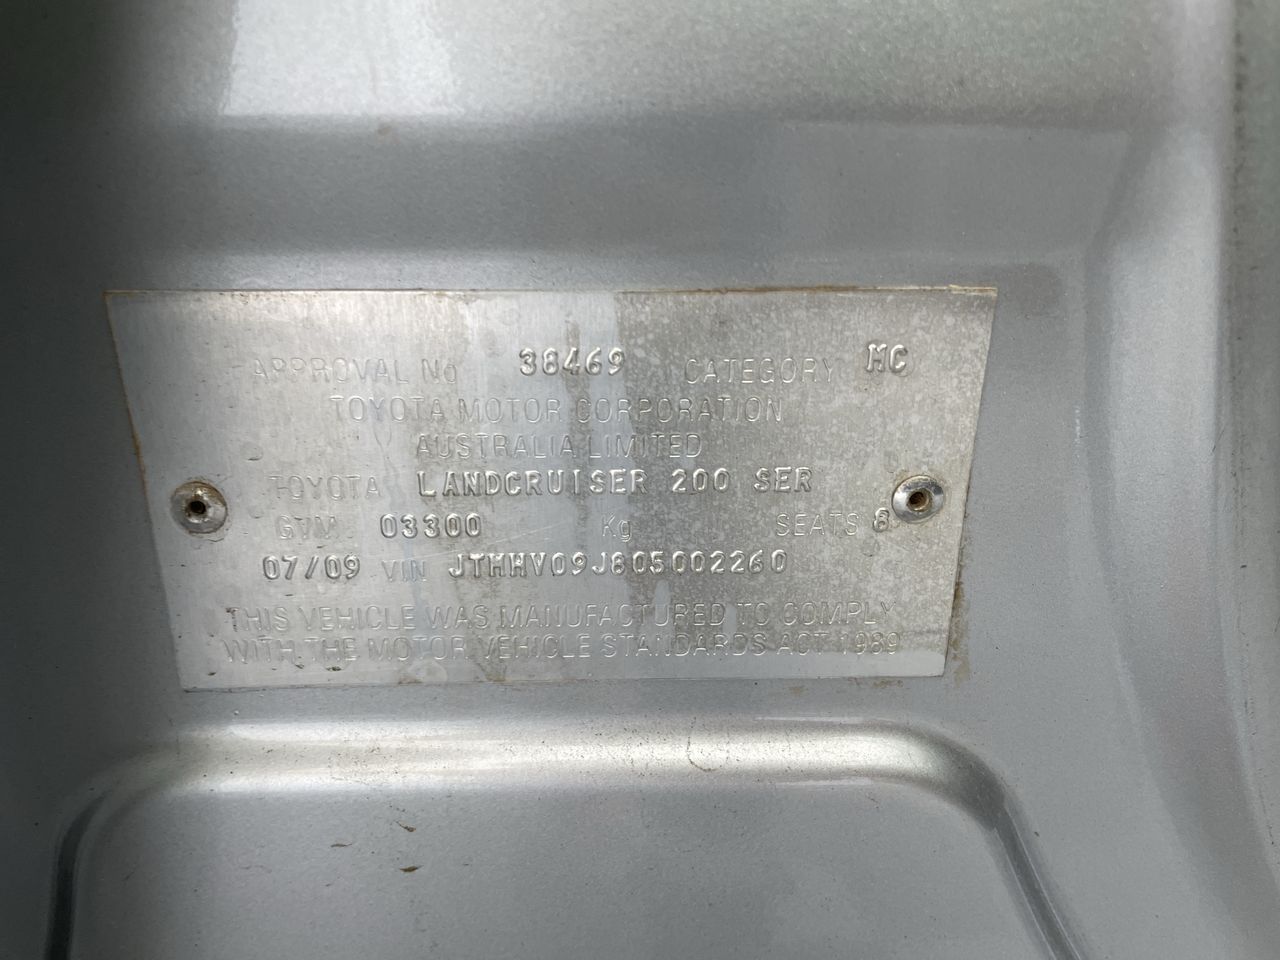 APPROVAL No 38469 CATEGORY MC
TOYOTA MOTOR CORPORATION
AUSTRALIA LIMITED
TOYOTA LANDCRUISER 200 SER
GVM 03300 Kg SEATS 8
07/09 VIN JTMHV09J805002260
THIS VEHICLE WAS MANUFACTURED TO COMPLY
WITH THE MOTOR VEHICLE STANDARDS ACT 1989